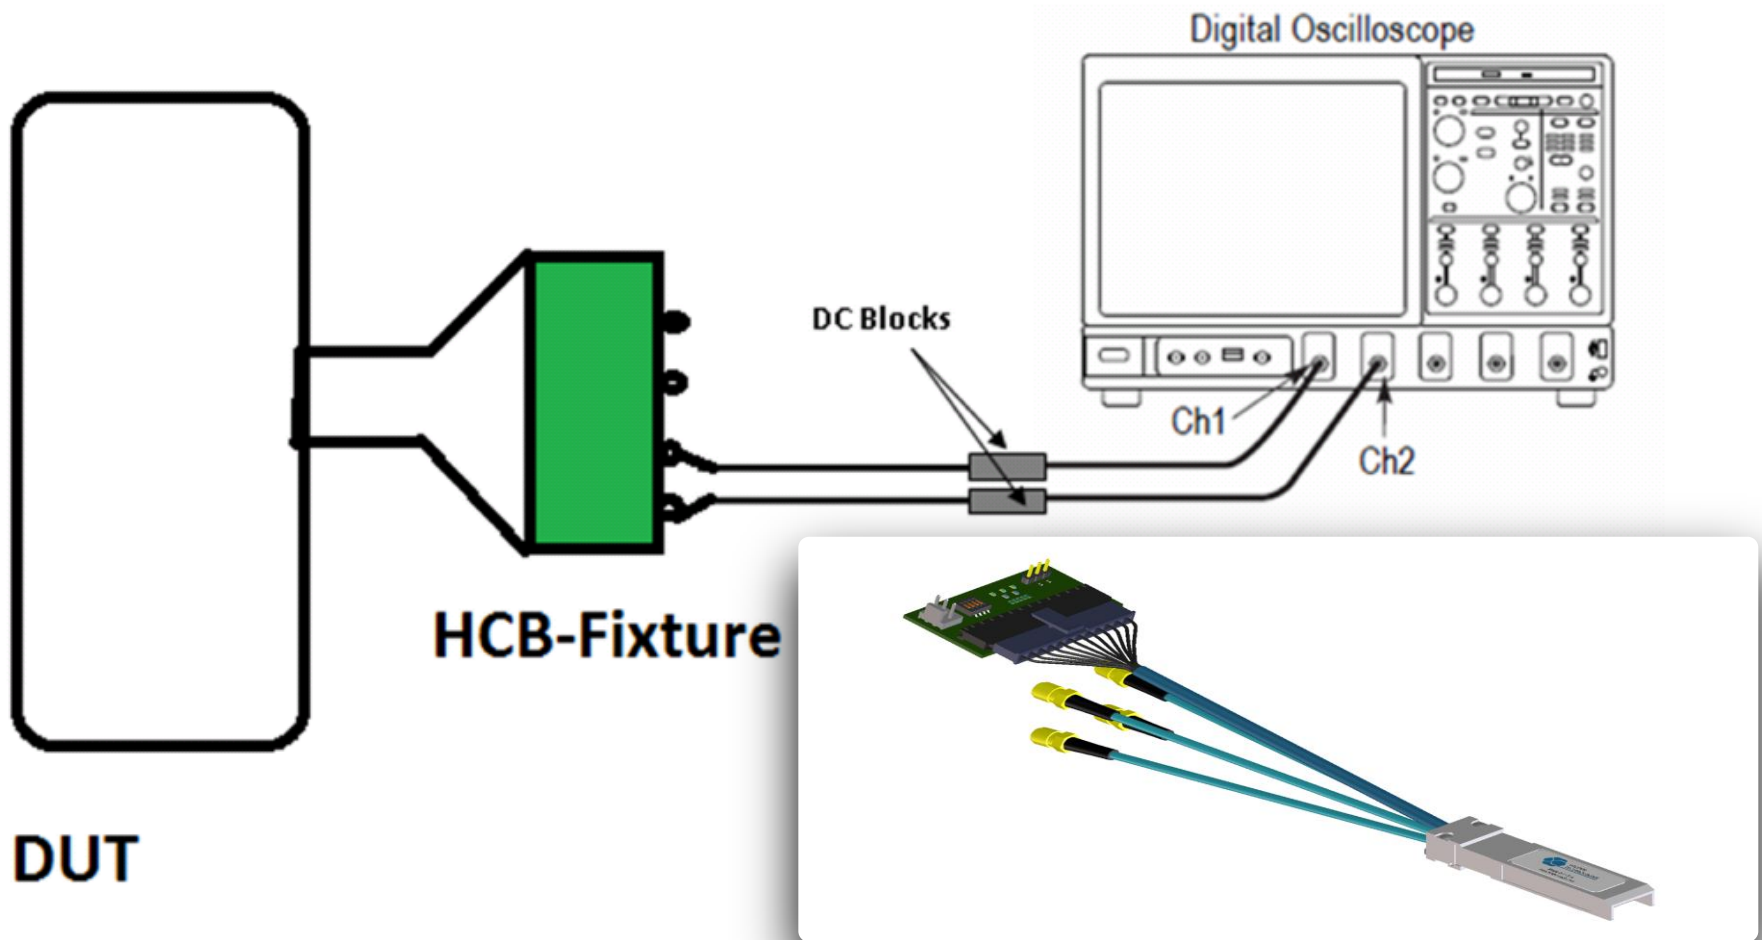 Digital Oscilloscope
DC Blocks
Ch1
Ch2
HCB-Fixture
DUT